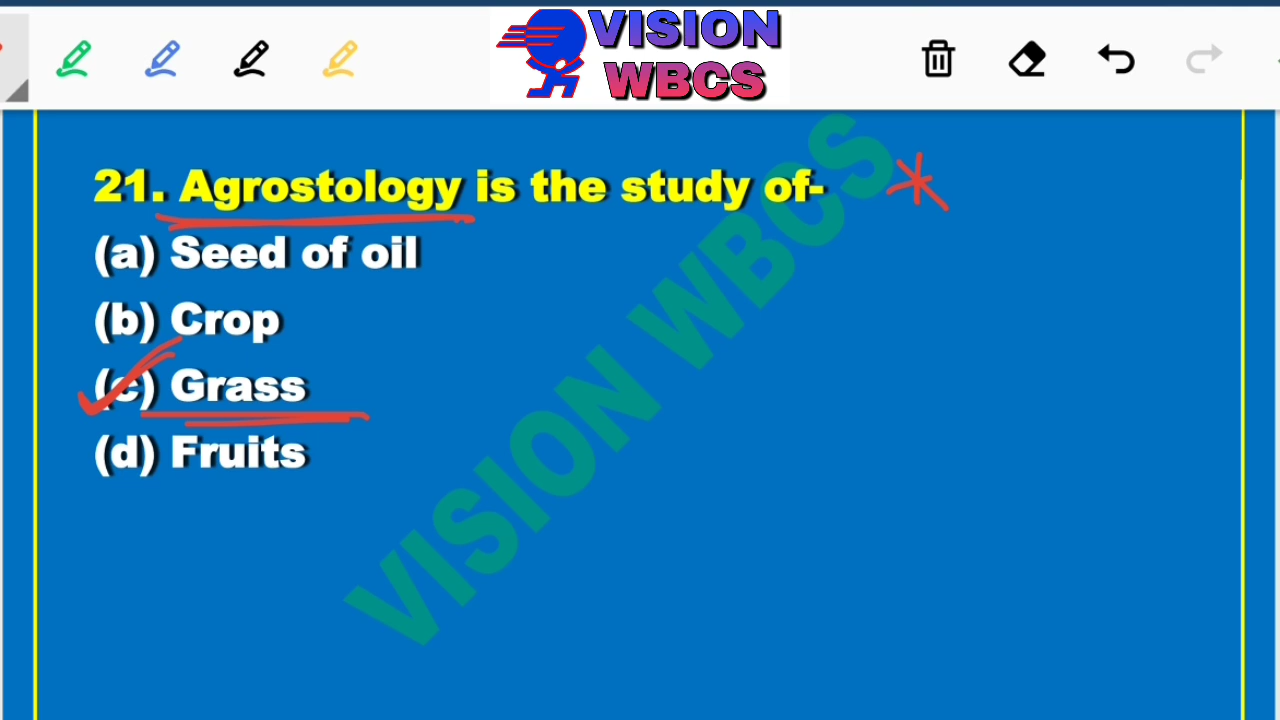 VISION
WBCS
21. Agrostology is the study of-
(a) Seed of oil
(b) Crop
(c) Grass
(d) Fruits
VISION WBCS